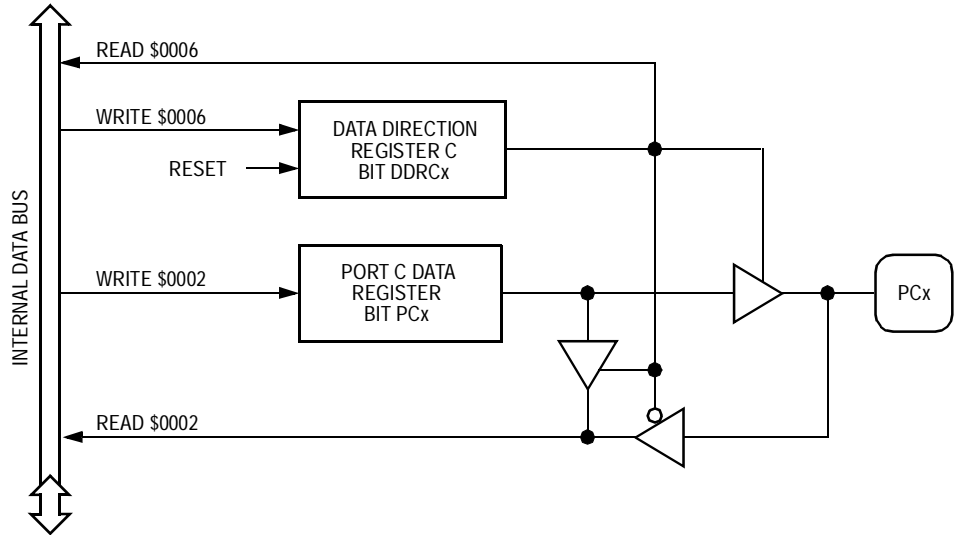 READ $0006
WRITE $0006
DATA DIRECTION
REGISTER C
BIT DDRCx
RESET
INTERNAL DATA BUS
WRITE $0002
PORT C DATA
REGISTER
BIT PCx
PCx
READ $0002